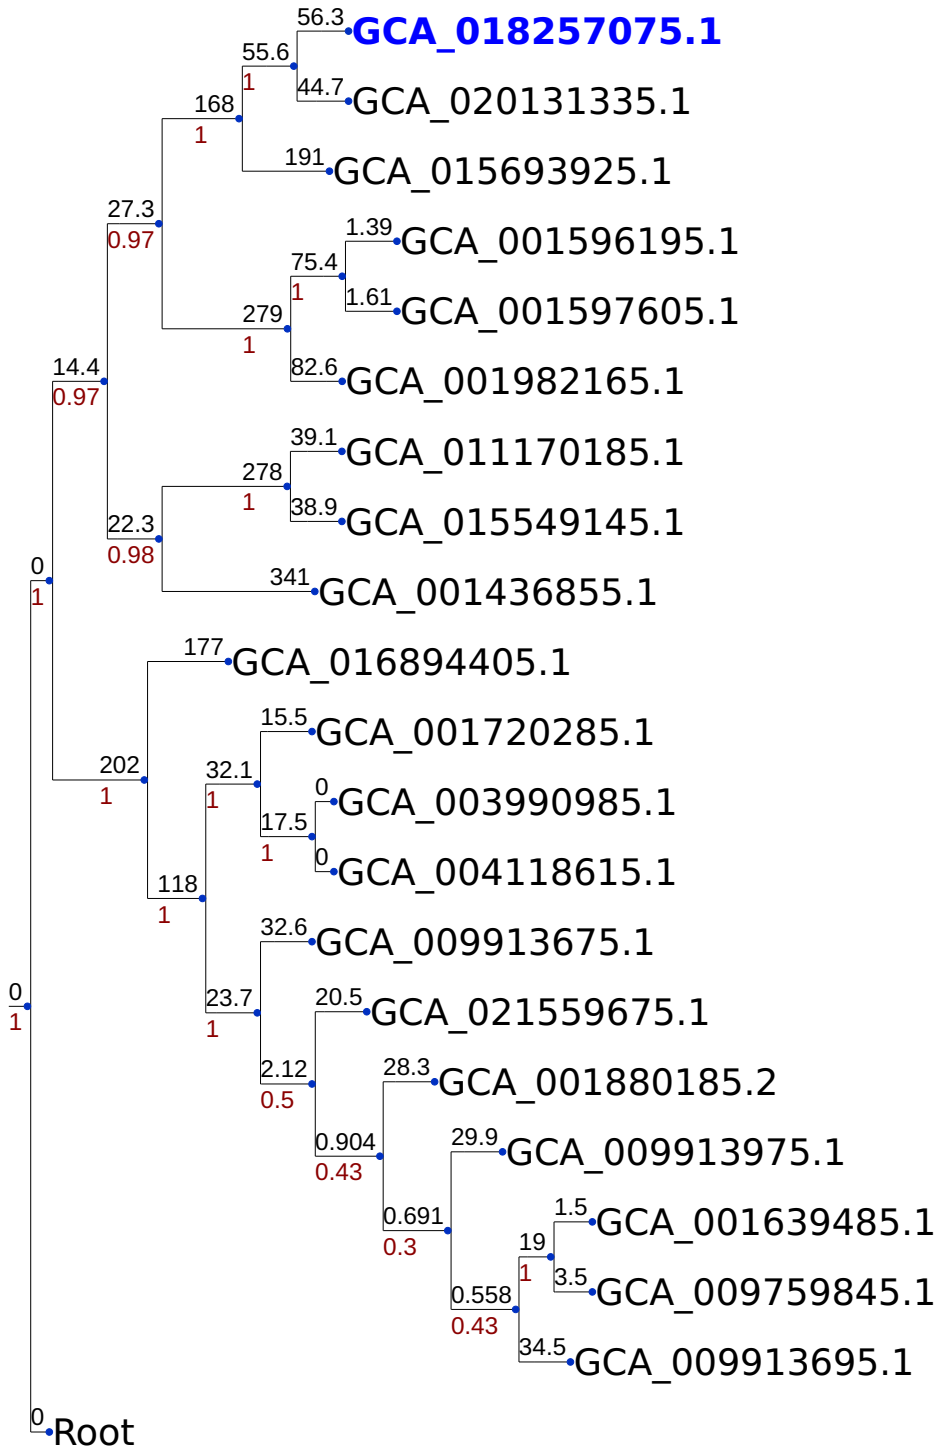 56.3
GCA_018257075.1
55.6
1
44.7
GCA_020131335.1
168
1
191
GCA_015693925.1
27.3
0.97
1.39
GCA_001596195.1
75.4
1
1.61
GCA_001597605.1
279
1
82.6
GCA_001982165.1
14.4
0.97
39.1
GCA_011170185.1
278
1
38.9
GCA_015549145.1
22.3
0.98
341
GCA_001436855.1
0
1
177
GCA_016894405.1
15.5
GCA_001720285.1
202
1
32.1
1
0
GCA_003990985.1
17.5
1
0
GCA_004118615.1
118
1
32.6
GCA_009913675.1
0
1
23.7
1
20.5
GCA_021559675.1
2.12
0.5
28.3
GCA_001880185.2
0.904
0.43
29.9
GCA_009913975.1
0.691
0.3
1.5
GCA_001639485.1
19
1
3.5
GCA_009759845.1
0.558
0.43
34.5
GCA_009913695.1
0
Root